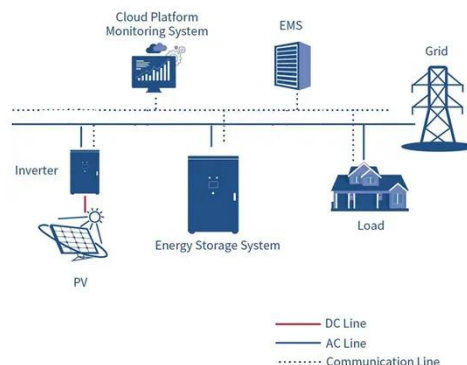 Cloud Platform
Monitoring System
EMS
Grid
Inverter
Energy Storage System
Load
PV
DC Line
AC Line
Communication Line